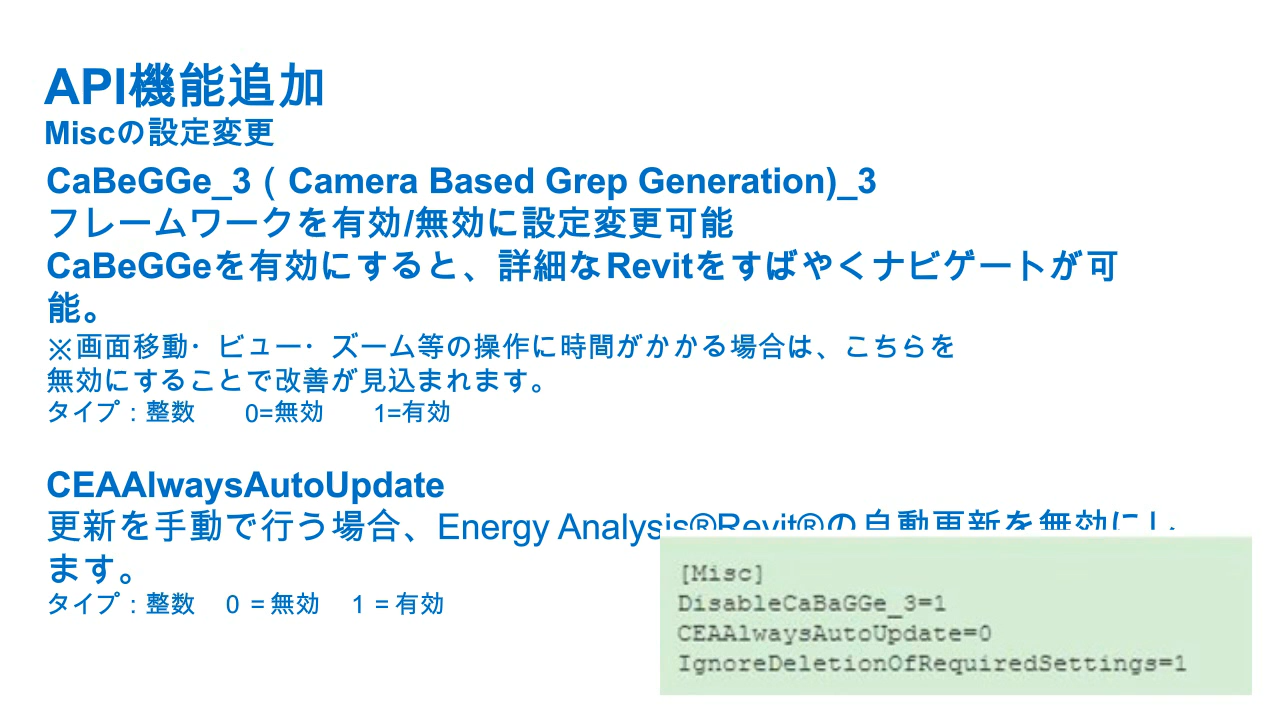 API機能追加
Miscの設定変更
CaBeGGe_3（Camera Based Grep Generation)_3
フレームワークを有効/無効に設定変更可能
CaBeGGeを有効にすると、詳細なRevitをすばやくナビゲートが可
能。
※画面移動・ビュー・ズーム等の操作に時間がかかる場合は、こちらを
無効にすることで改善が見込まれます。
タイプ：整数　　0=無効　　1=有効
CEAAlwaysAutoUpdate
更新を手動で行う場合、Energy Analysis®Revit®の自動更新を無効にし
ます。
タイプ：整数　０＝無効　１＝有効
[Misc]
DisableCaBaGGe_3=1
CEAAlwaysAutoUpdate=0
IgnoreDeletionOfRequiredSettings=1